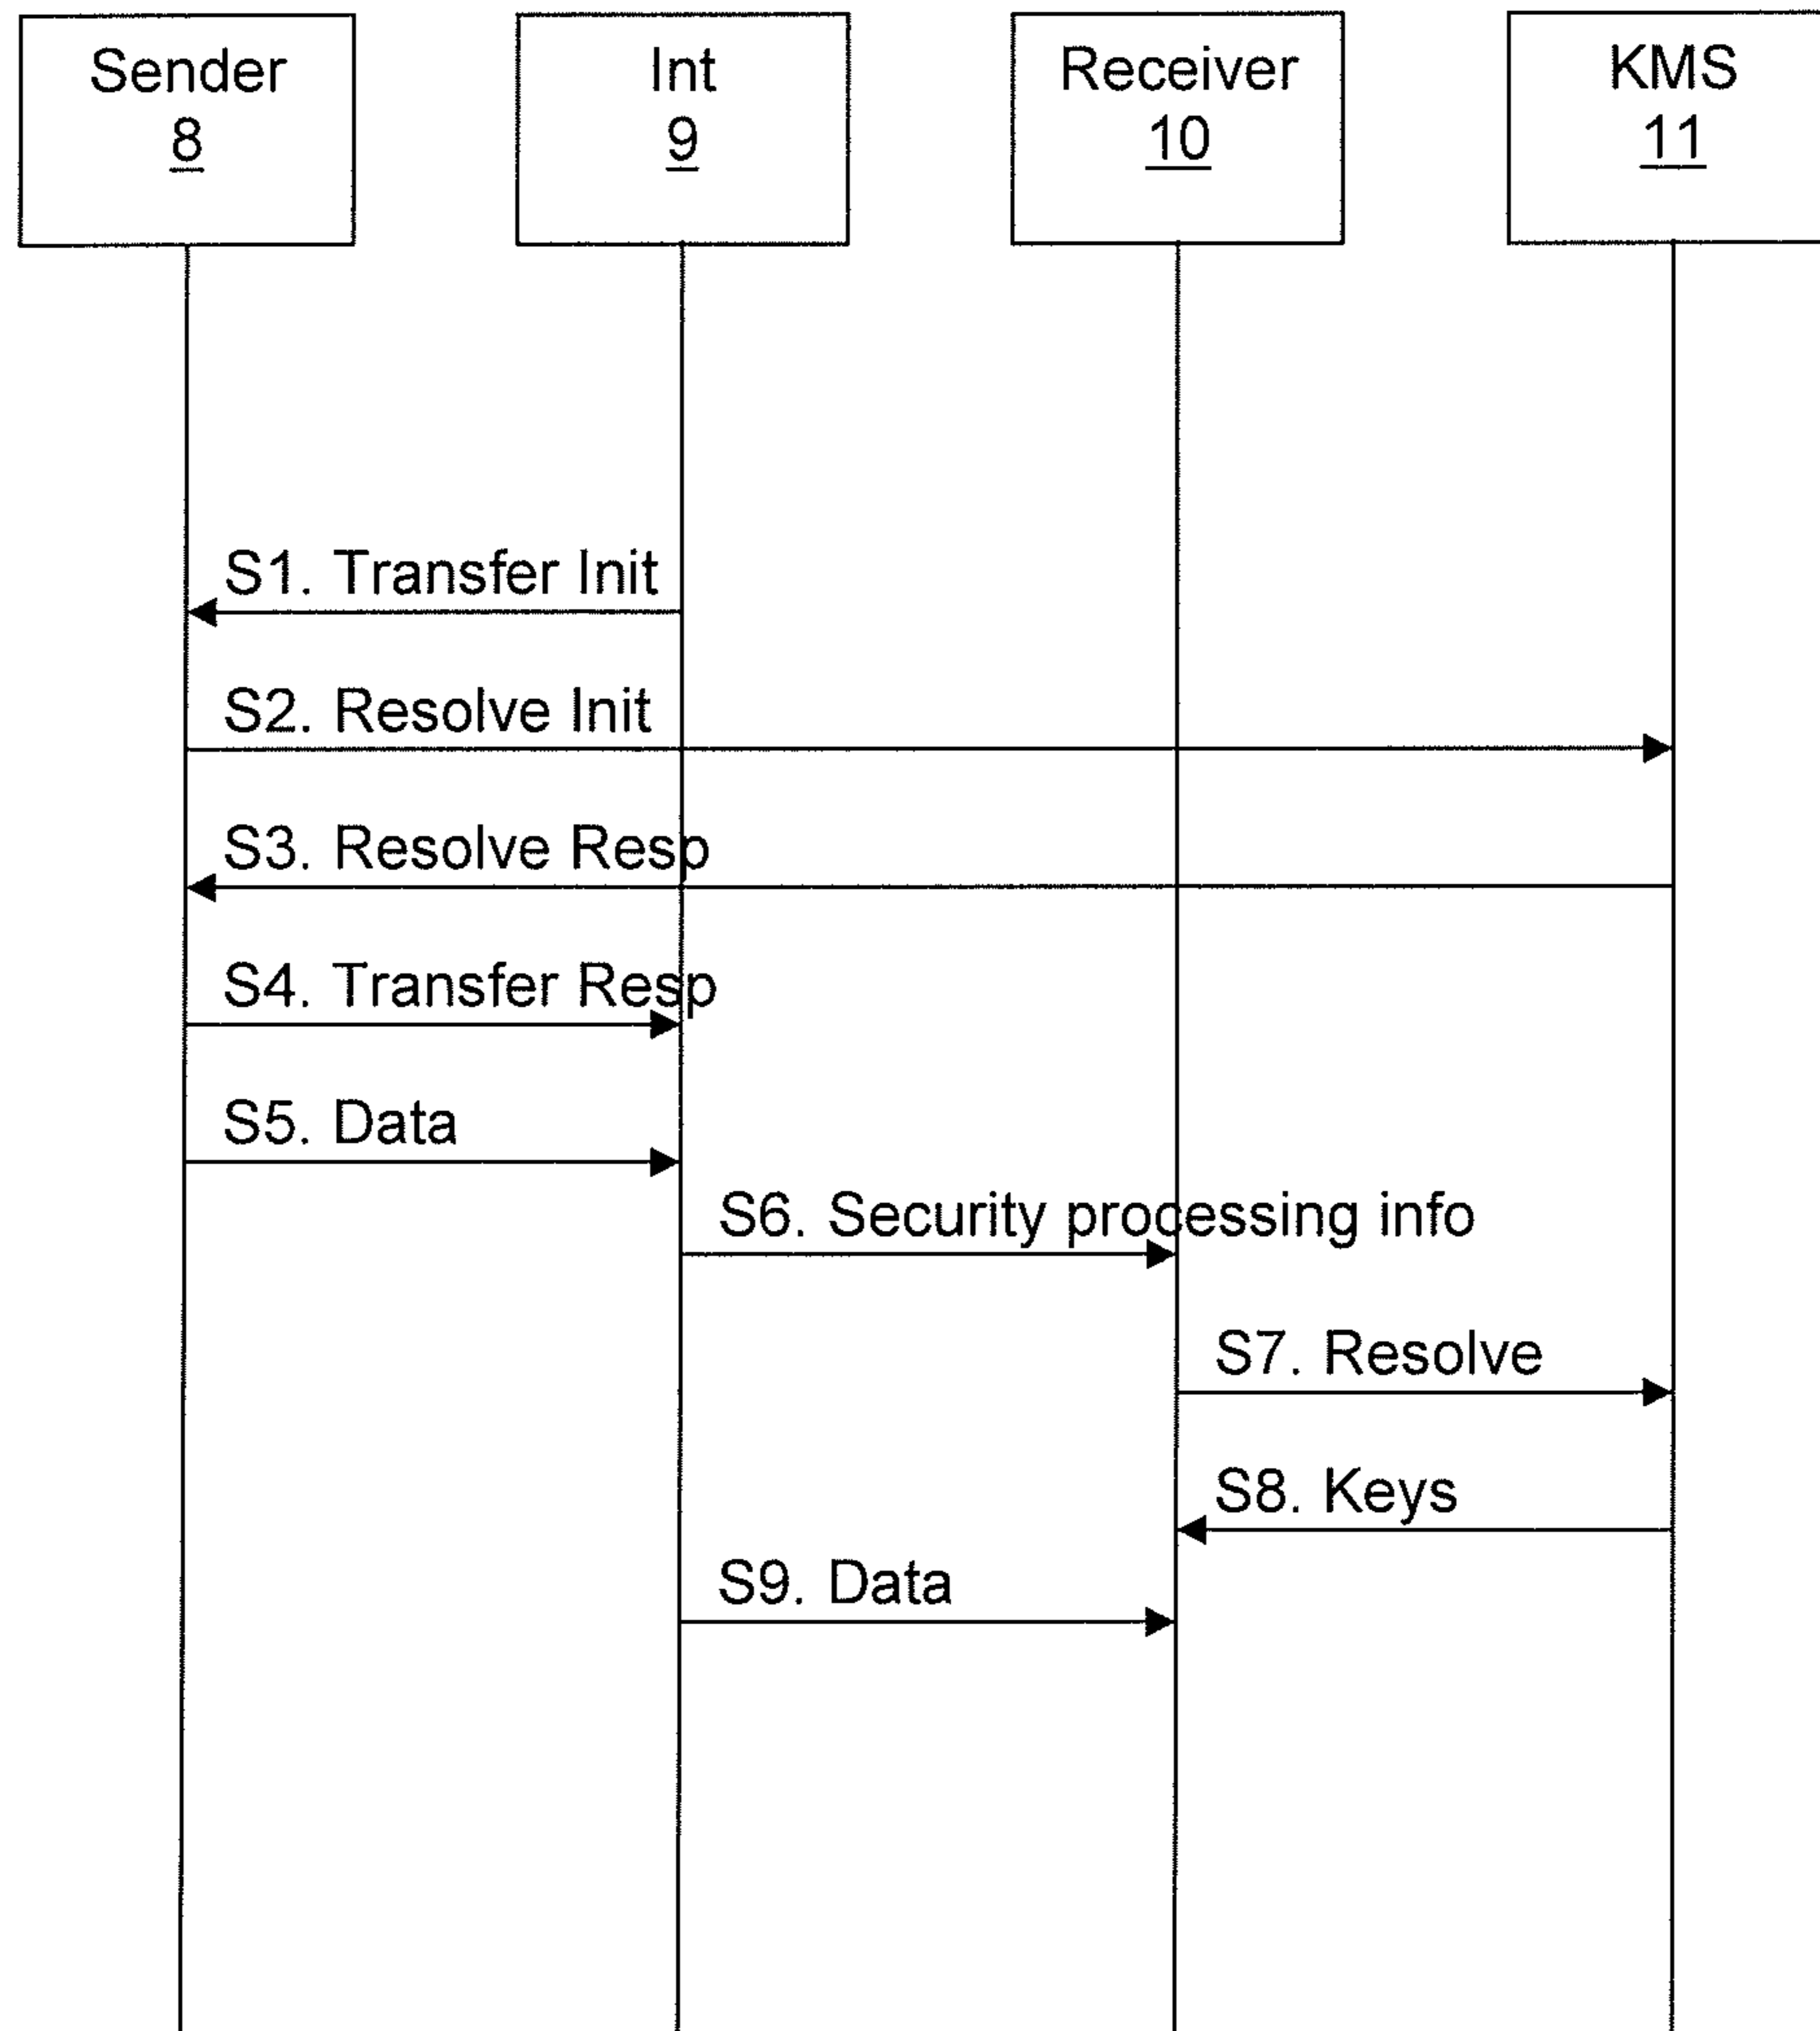 Sender
8
Int
9
Receiver
10
KMS
11
S1. Transfer Init
S2. Resolve Init
S3. Resolve Resp
S4. Transfer Resp
S5. Data
S6. Security processing info
S7. Resolve
S8. Keys
S9. Data